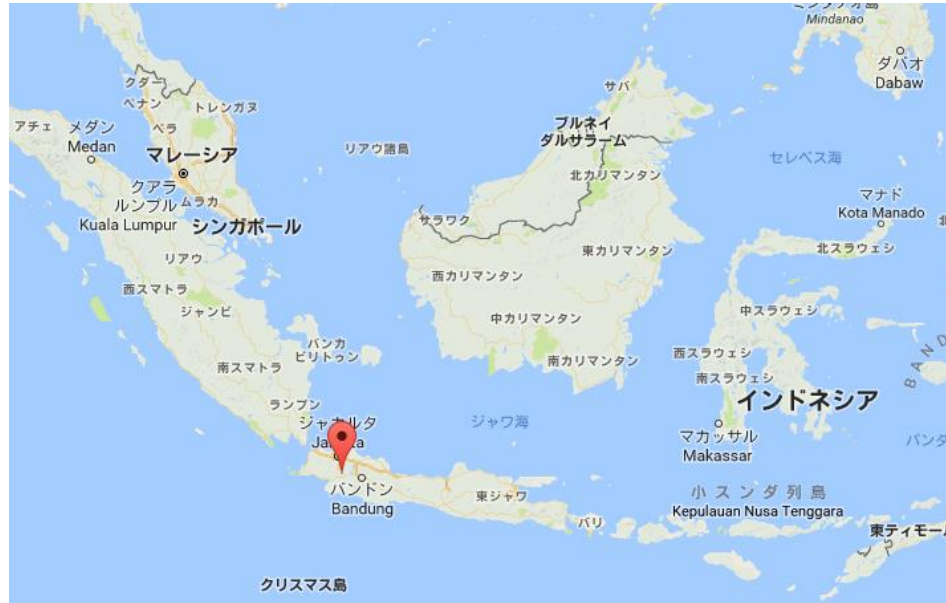 Mindanao
ダバオ
Dabaw
クダー
ペナン
トレンガヌ
ペラ
サバ
アチェ
メダン
Medan
マレーシア
ブルネイ
ダルサラーム
リアウ諸島
セレベス海
クアラ
ルンプル
Kuala Lumpur
ムラカ
北カリマンタン
マナド
Kota Manado
シンガポール
サラワク
東カリマンタン
北スラウェシ
リアウ
西カリマンタン
西スマトラ
ジャンビ
中カリマンタン
中スラウェシ
バンカ
ビリトゥン
南スマトラ
南カリマンタン
西スラウェシ
南スラウェシ
BAND
ランプン
インドネシア
ジャワ海
マカッサル
Makassar
バンダ
バンドン
Bandung
東ジャワ
小スンダ列島
Kepulauan Nusa Tenggara
バリ
東ティモール
クリスマス島